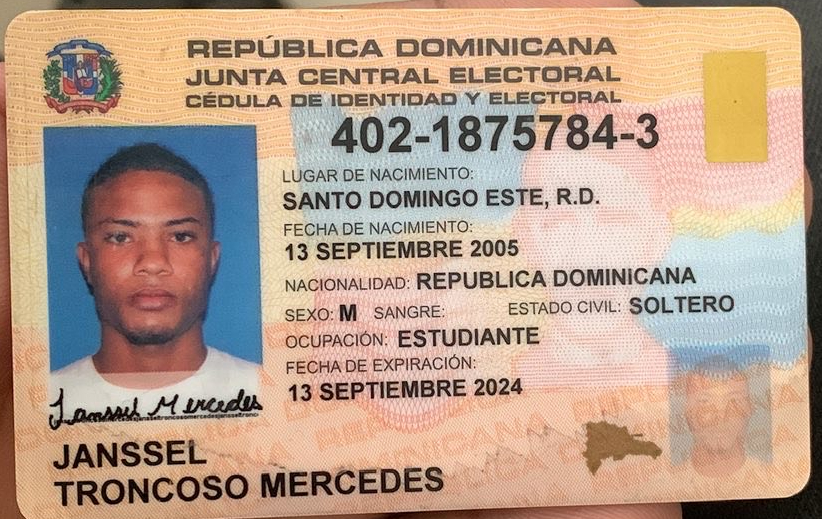 REPÚBLICA DOMINICANA
JUNTA CENTRAL ELECTORAL
CÉDULA DE IDENTIDAD Y ELECTORAL
402-1875784-3
LUGAR DE NACIMIENTO:
SANTO DOMINGO ESTE, R.D.
FECHA DE NACIMIENTO:
13 SEPTIEMBRE 2005
NACIONALIDAD: REPUBLICA DOMINICANA
SEXO: M SANGRE: ESTADO CIVIL: SOLTERO
OCUPACIÓN: ESTUDIANTE
FECHA DE EXPIRACIÓN:
13 SEPTIEMBRE 2024
Janssel Mercedes
JANSSEL
TRONCOSO MERCEDES